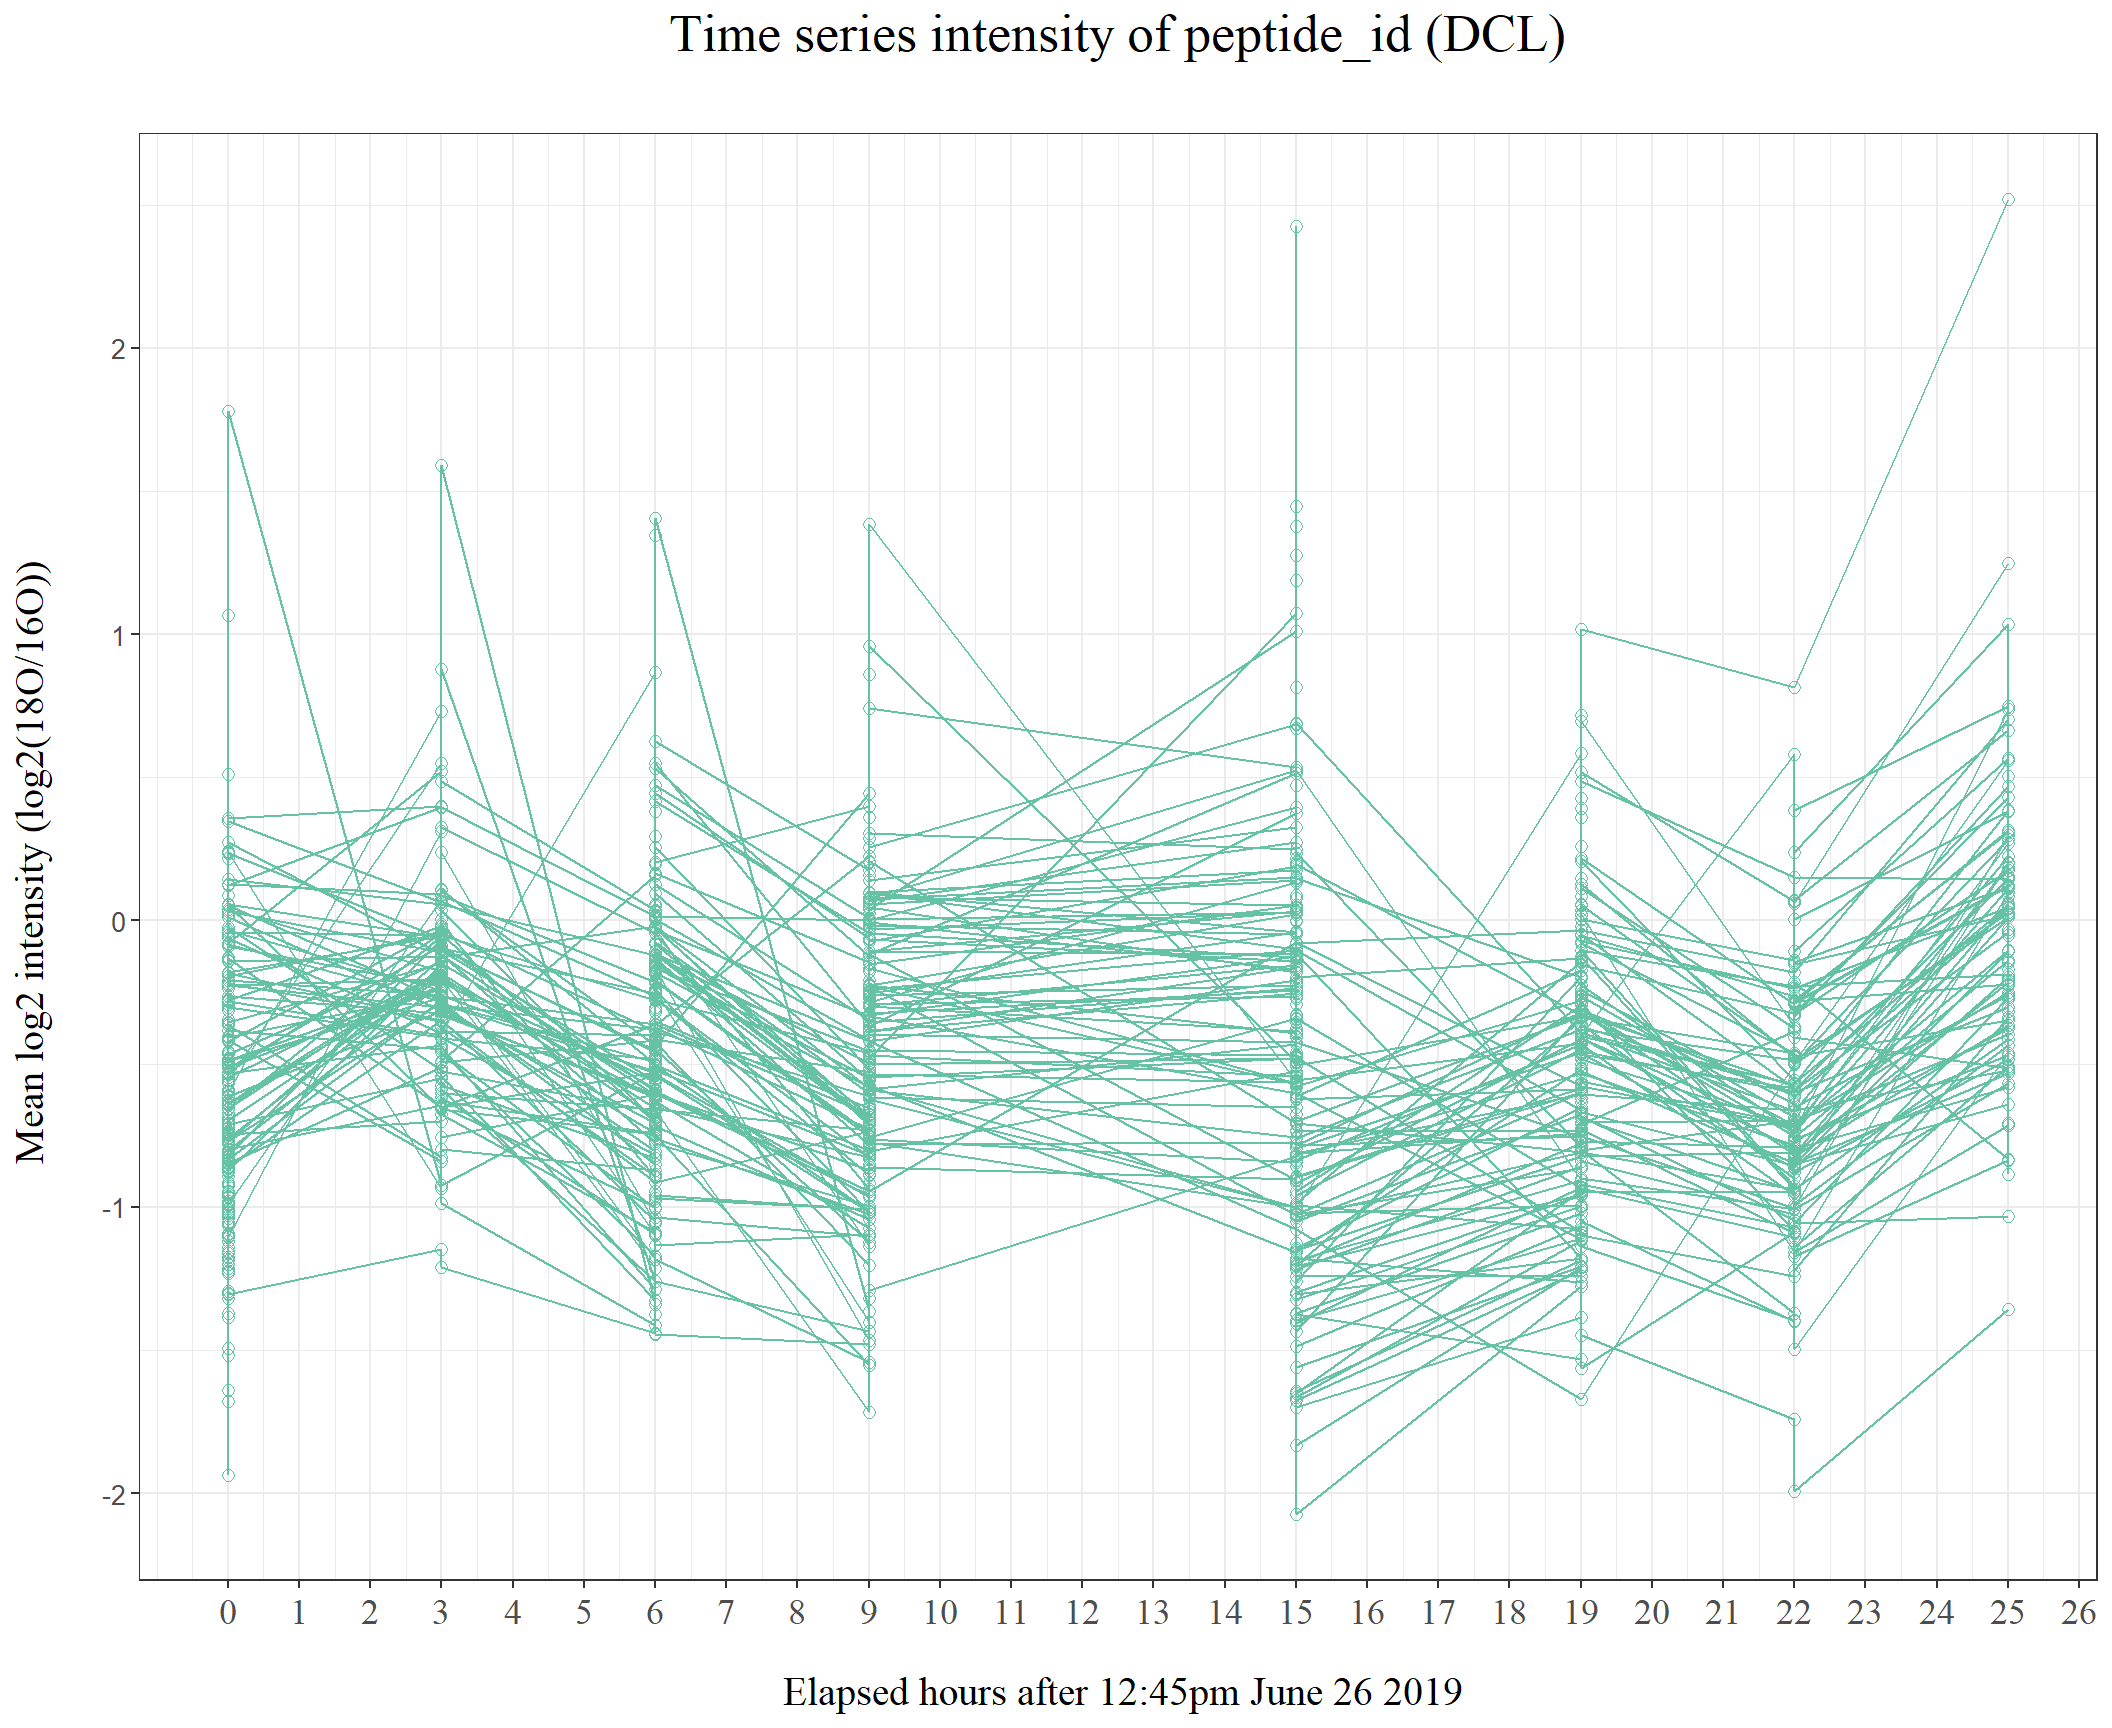 Time series intensity of peptide_id (DCL)
Mean log2 intensity (log2(18O/16O))
2
1
0
-1
-2
0 1 2 3 4 5 6 7 8 9 10 11 12 13 14 15 16 17 18 19 20 21 22 23 24 25 26
Elapsed hours after 12:45pm June 26 2019